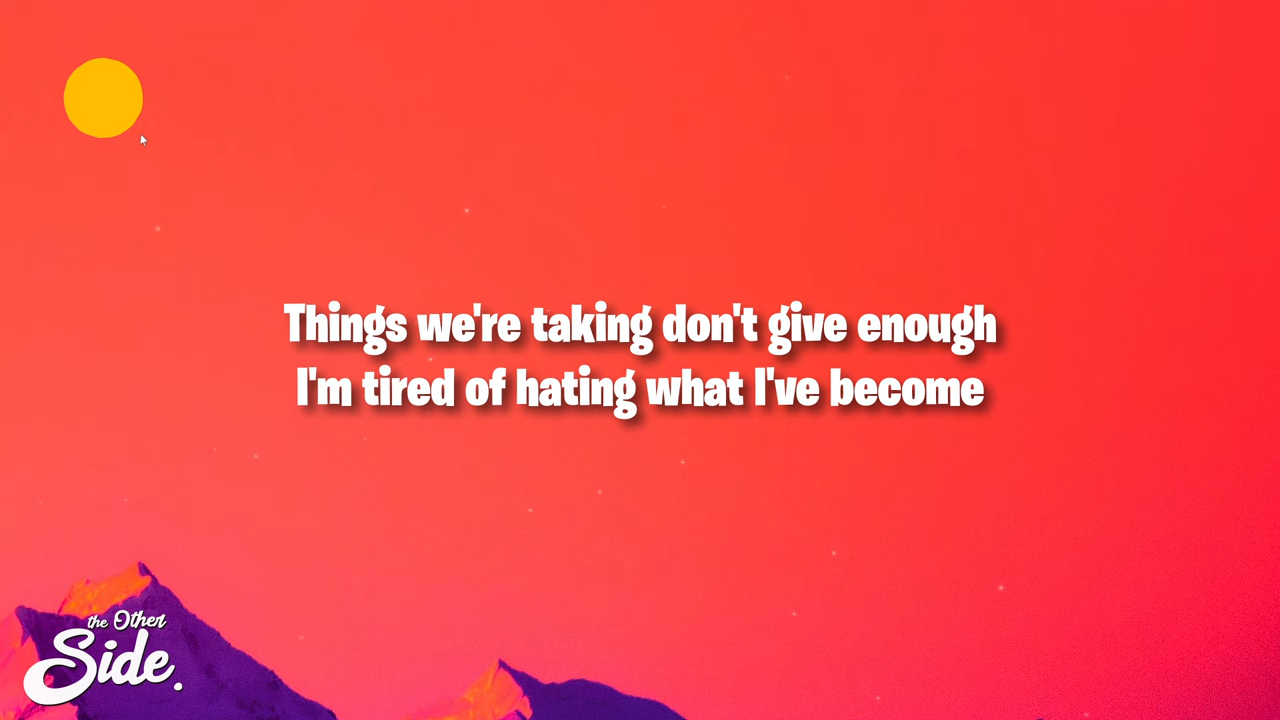 Things we're taking don't give enough
I'm tired of hating what I've become
the Other
Side.